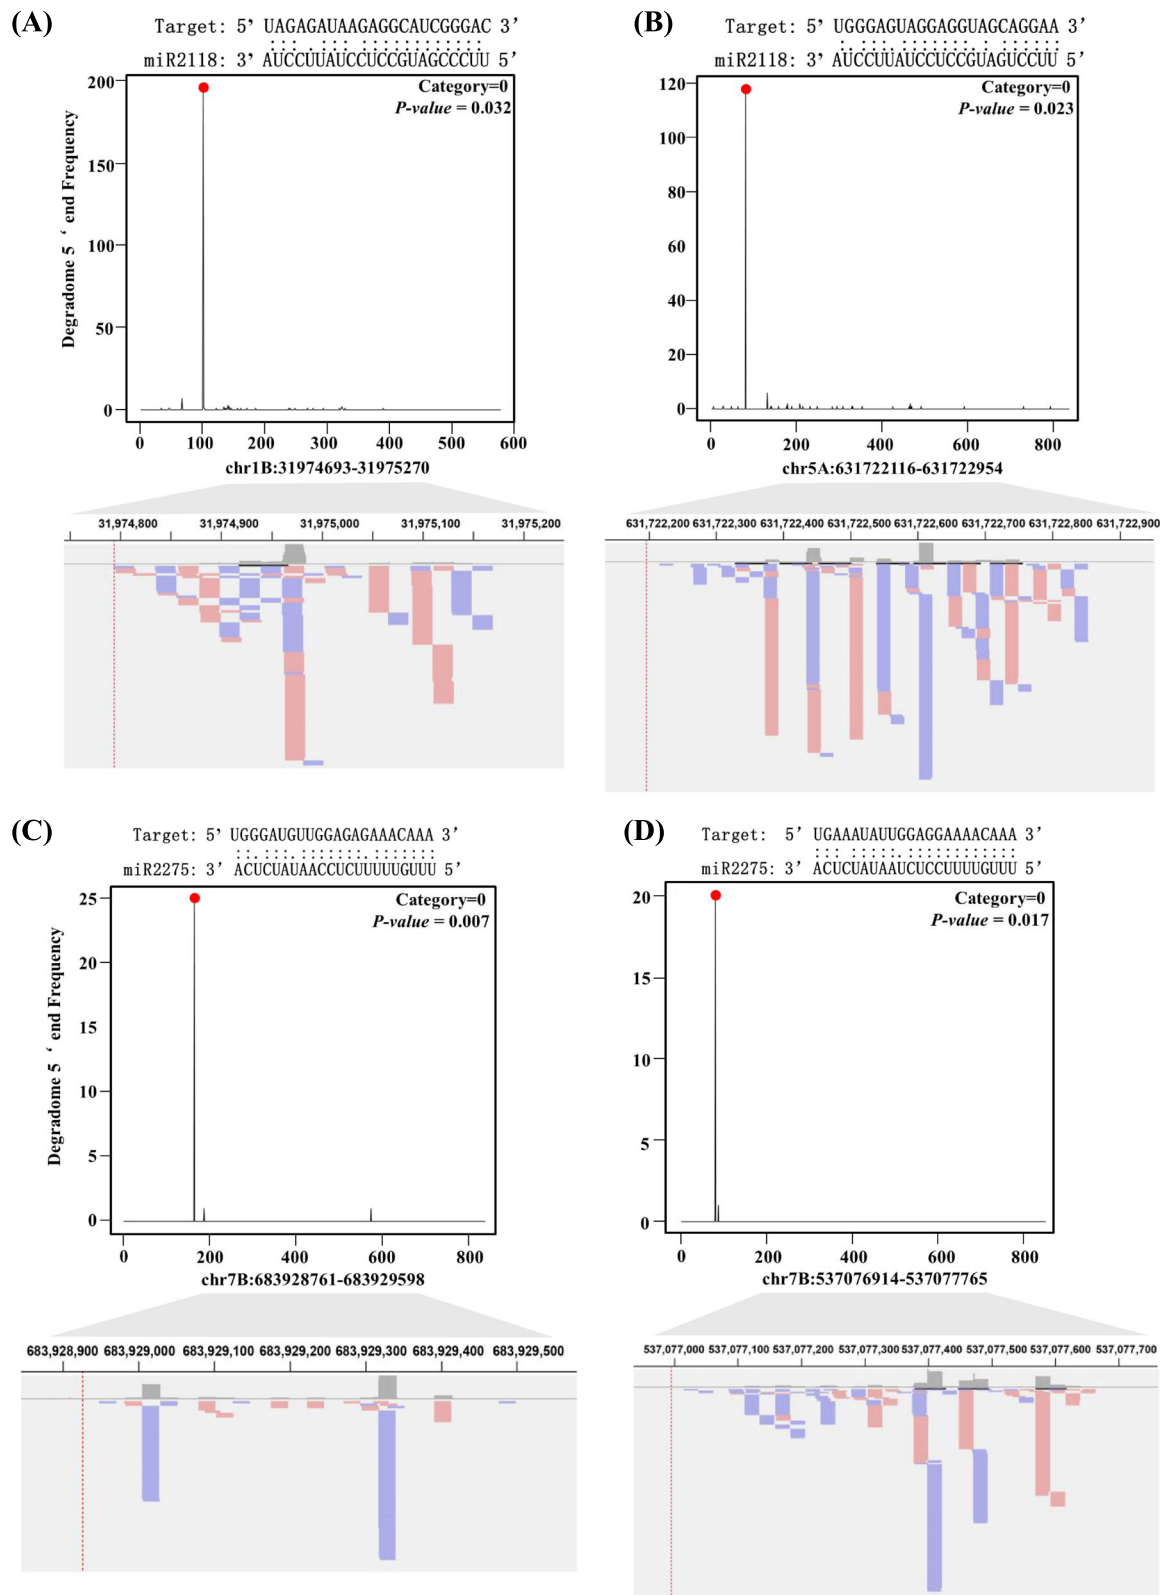 (A)
Target: 5’ UAGAGAUAAGAGGCAUCGGGAC 3’
miR2118: 3’ AUCCUUAUCCUCCGUAGCCCUU 5’
Category=0
P-value = 0.032
Degradome 5 ‘ end Frequency
200
150
100
50
0
0 100 200 300 400 500 600
chr1B:31974693-31975270
31,974,800 31,974,900 31,975,000 31,975,100 31,975,200
(B)
Target: 5’ UGGGAGUAGGAGGUAGCAGGAA 3’
miR2118: 3’ AUCCUUAUCCUCCGUAGUCCUU 5’
Category=0
P-value = 0.023
120
100
80
60
40
20
0
0 200 400 600 800
chr5A:631722116-631722954
631,722,200 631,722,300 631,722,400 631,722,500 631,722,600 631,722,700 631,722,800 631,722,900
(C)
Target: 5’ UGGGAUGUUGGAGAGAAACAAA 3’
miR2275: 3’ ACUCUAUAACCUCUUUUUGUUU 5’
Category=0
P-value = 0.007
Degradome 5 ‘ end Frequency
25
20
15
10
5
0
0 200 400 600 800
chr7B:683928761-683929598
683,928,900 683,929,000 683,929,100 683,929,200 683,929,300 683,929,400 683,929,500
(D)
Target: 5’ UGAAAUAUUGGAGGAAAACAAA 3’
miR2275: 3’ ACUCUAUAAUCUCCUUUUGUUU 5’
Category=0
P-value = 0.017
20
15
10
5
0
0 200 400 600 800
chr7B:537076914-537077765
537,077,000 537,077,100 537,077,200 537,077,300 537,077,400 537,077,500 537,077,600 537,077,700